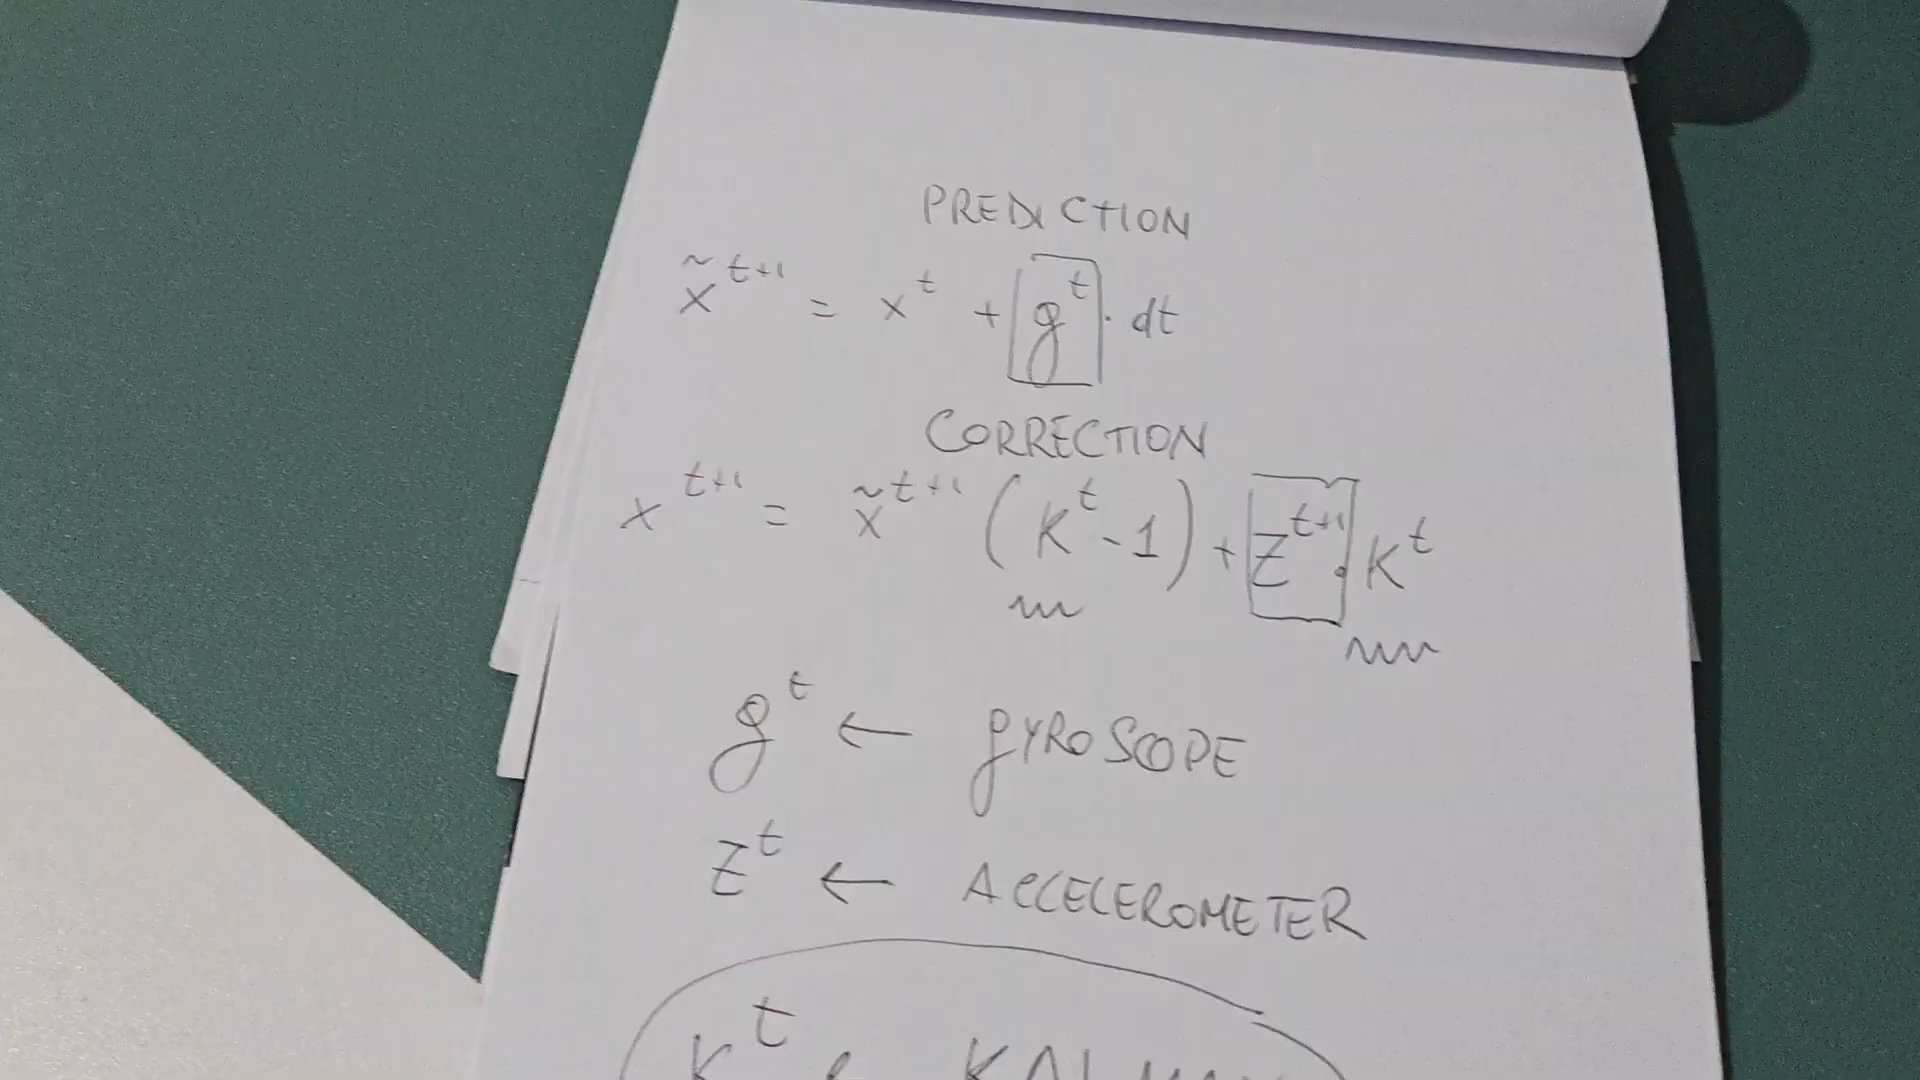 PREDICTION
x̃^{t+1} = x^t + g^t · dt
CORRECTION
x^{t+1} = x̃^{t+1} (K^t - 1) + z^{t+1} · K^t
g^t ← gYROSCOPE
z^t ← ACCELEROMETER
K^t